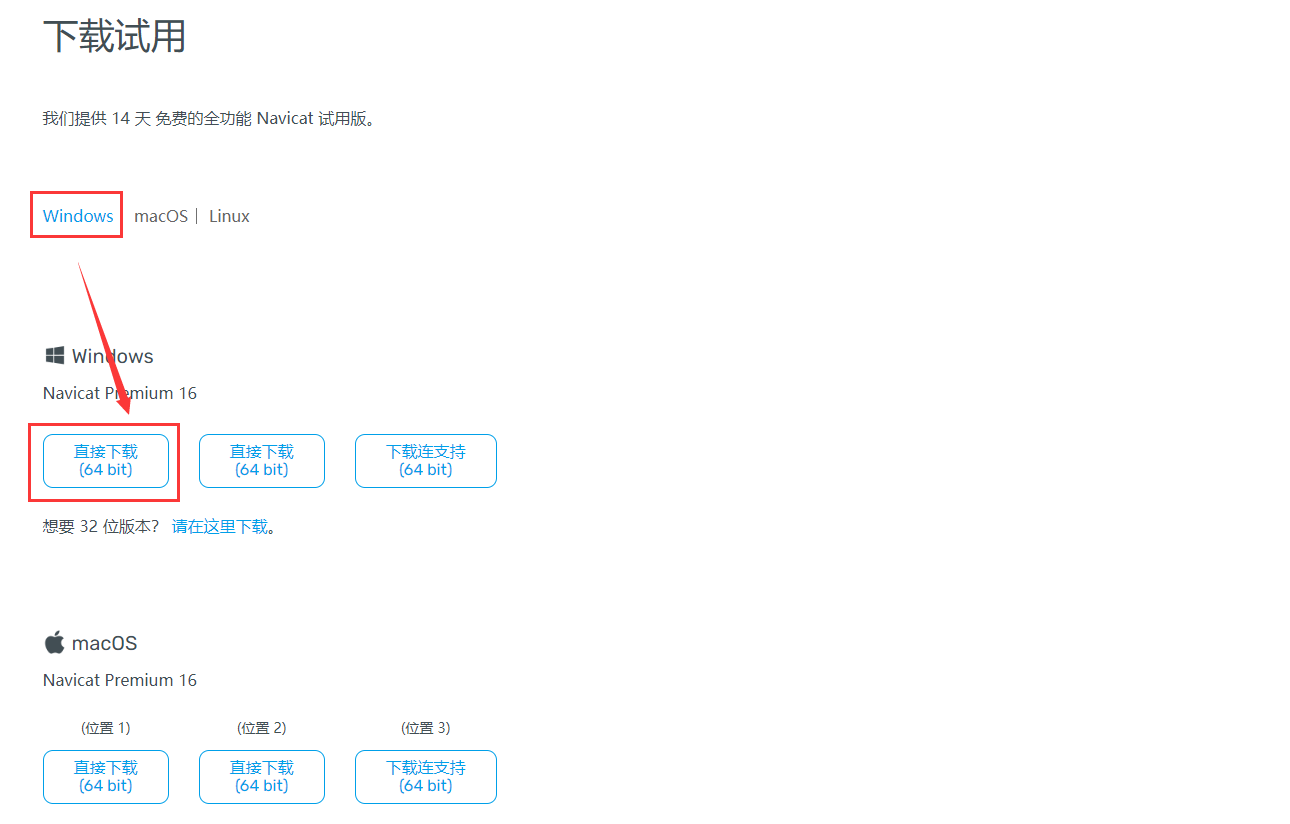 下载试用
我们提供 14 天 免费的全功能 Navicat 试用版。
Windows macOS | Linux
Windows
Navicat Premium 16
直接下载 直接下载 下载连支持
(64 bit) (64 bit) (64 bit)
想要 32 位版本? 请在这里下载。
macOS
Navicat Premium 16
(位置 1) (位置 2) (位置 3)
直接下载 直接下载 下载连支持
(64 bit) (64 bit) (64 bit)